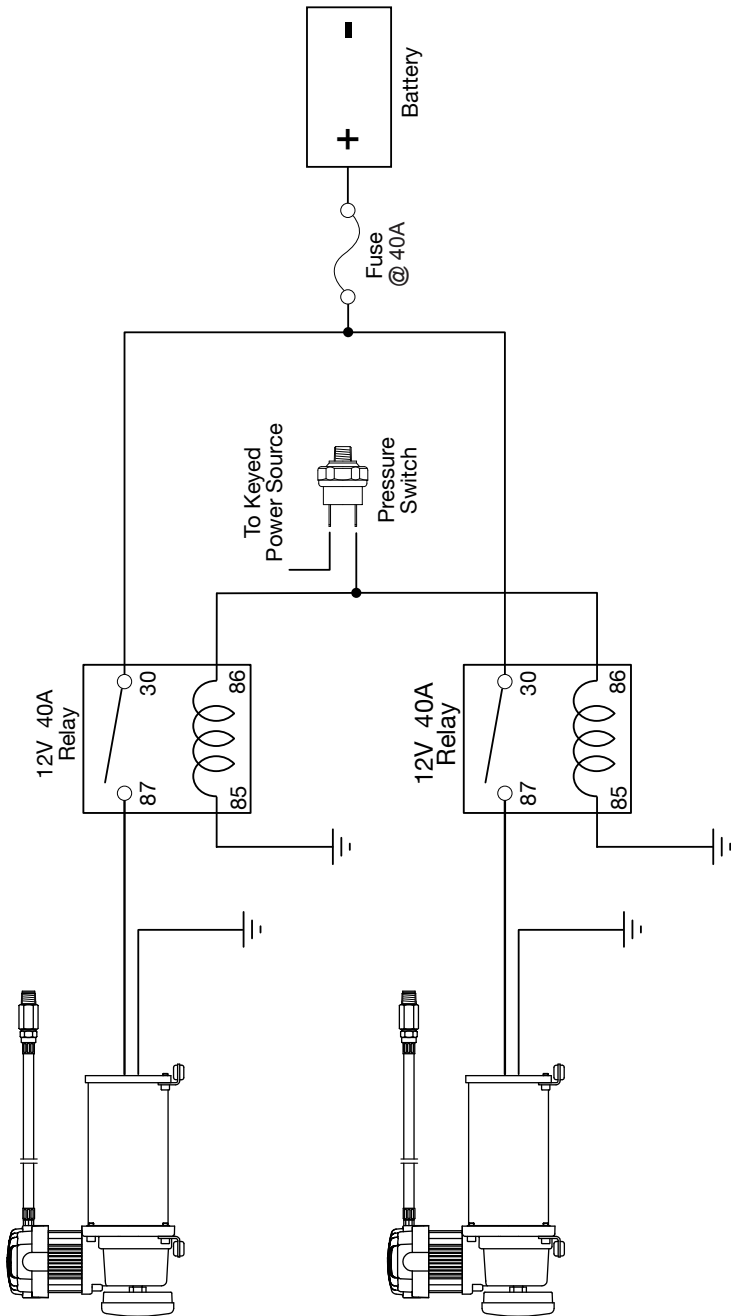 -
+
Battery
Fuse
@ 40A
To Keyed
Power Source
Pressure
Switch
12V 40A
Relay
30
87
86
85
12V 40A
Relay
30
87
86
85